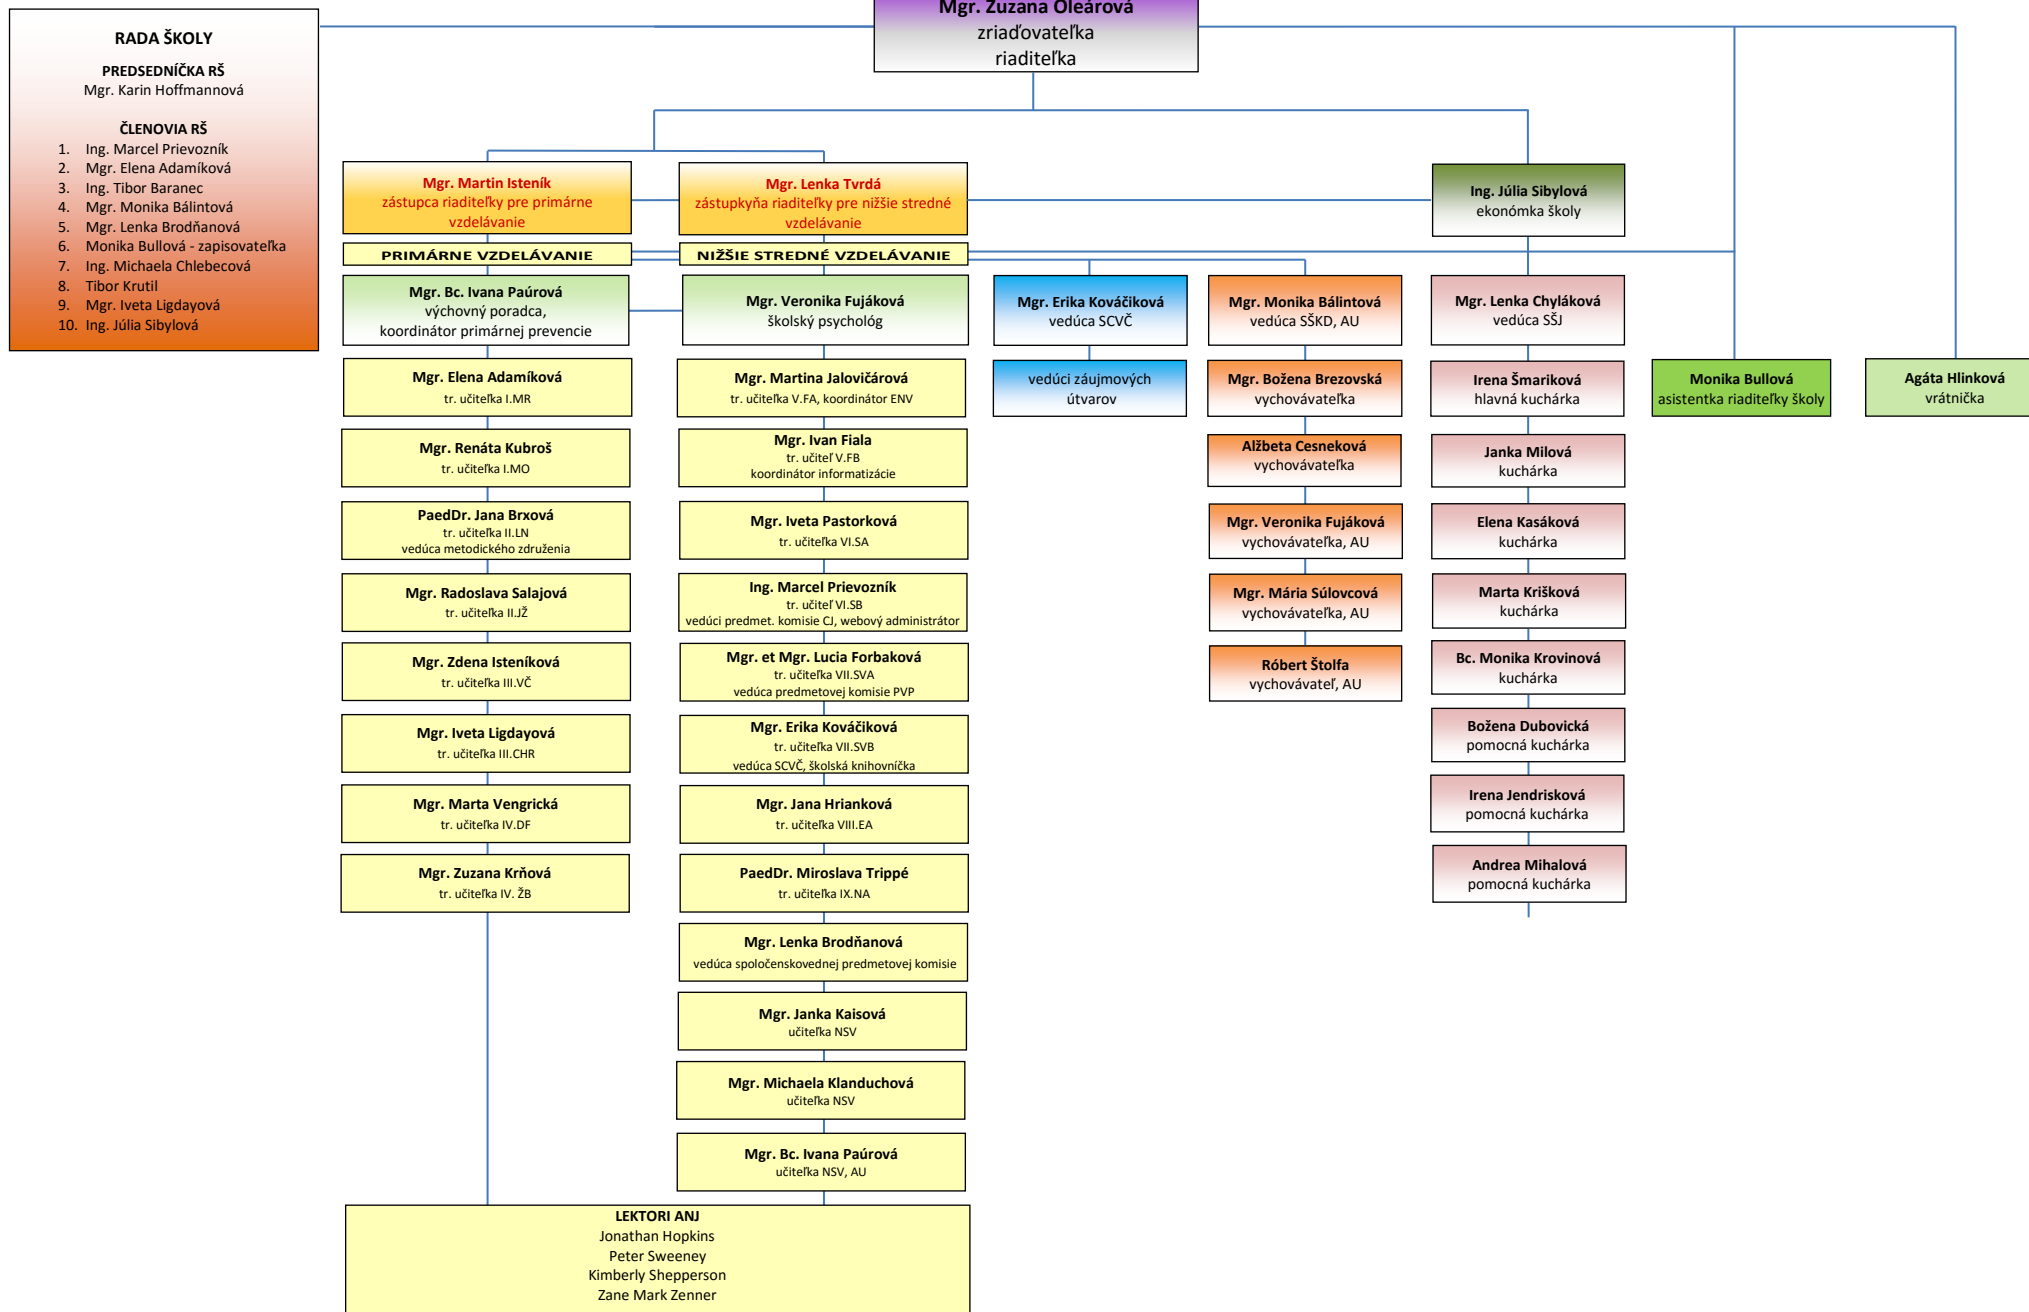 Mgr. Zuzana Oleárová
zriaďovateľka
riaditeľka
RADA ŠKOLY
PREDSEDNÍČKA RŠ
Mgr. Karin Hoffmannová
ČLENOVIA RŠ
1. Ing. Marcel Prievozník
2. Mgr. Elena Adamíková
3. Ing. Tibor Baranec
4. Mgr. Monika Bálintová
5. Mgr. Lenka Brodňanová
6. Monika Bullová - zapisovateľka
7. Ing. Michaela Chlebecová
8. Tibor Krutil
9. Mgr. Iveta Ligdayová
10. Ing. Júlia Sibylová
Mgr. Martin Isteník
zástupca riaditeľky pre primárne
vzdelávanie
Mgr. Lenka Tvrdá
zástupkyňa riaditeľky pre nižšie stredné
vzdelávanie
Ing. Júlia Sibylová
ekonómka školy
PRIMÁRNE VZDELÁVANIE
NIŽŠIE STREDNÉ VZDELÁVANIE
Mgr. Bc. Ivana Paúrová
výchovný poradca,
koordinátor primárnej prevencie
Mgr. Veronika Fujáková
školský psychológ
Mgr. Erika Kováčiková
vedúca SCVČ
Mgr. Monika Bálintová
vedúca SŠKD, AU
Mgr. Lenka Chyláková
vedúca SŠJ
Mgr. Elena Adamíková
tr. učiteľka I.MR
Mgr. Renáta Kubroš
tr. učiteľka I.MO
PaedDr. Jana Brxová
tr. učiteľka II.LN
vedúca metodického združenia
Mgr. Radoslava Salajová
tr. učiteľka II.JŽ
Mgr. Zdena Isteníková
tr. učiteľka III.VČ
Mgr. Iveta Ligdayová
tr. učiteľka III.CHR
Mgr. Marta Vengrická
tr. učiteľka IV.DF
Mgr. Zuzana Krňová
tr. učiteľka IV. ŽB
Mgr. Martina Jalovičárová
tr. učiteľka V.FA, koordinátor ENV
Mgr. Ivan Fiala
tr. učiteľ V.FB
koordinátor informatizácie
Mgr. Iveta Pastorková
tr. učiteľka VI.SA
Ing. Marcel Prievozník
tr. učiteľ VI.SB
vedúci predmet. komisie CJ, webový administrátor
Mgr. et Mgr. Lucia Forbaková
tr. učiteľka VII.SVA
vedúca predmetovej komisie PVP
Mgr. Erika Kováčiková
tr. učiteľka VII.SVB
vedúca SCVČ, školská knihovníčka
Mgr. Jana Hrianková
tr. učiteľka VIII.EA
PaedDr. Miroslava Trippé
tr. učiteľka IX.NA
Mgr. Lenka Brodňanová
vedúca spoločenskovednej predmetovej komisie
Mgr. Janka Kaisová
učiteľka NSV
Mgr. Michaela Klanduchová
učiteľka NSV
Mgr. Bc. Ivana Paúrová
učiteľka NSV, AU
vedúci záujmových
útvarov
Mgr. Božena Brezovská
vychovávateľka
Alžbeta Cesneková
vychovávateľka
Mgr. Veronika Fujáková
vychovávateľka, AU
Mgr. Mária Súlovcová
vychovávateľka, AU
Róbert Štolfa
vychovávateľ, AU
Irena Šmariková
hlavná kuchárka
Janka Milová
kuchárka
Elena Kasáková
kuchárka
Marta Krišková
kuchárka
Bc. Monika Krovinová
kuchárka
Božena Dubovická
pomocná kuchárka
Irena Jendrisková
pomocná kuchárka
Andrea Mihalová
pomocná kuchárka
Monika Bullová
asistentka riaditeľky školy
Agáta Hlinková
vrátnička
LEKTORI ANJ
Jonathan Hopkins
Peter Sweeney
Kimberly Shepperson
Zane Mark Zenner